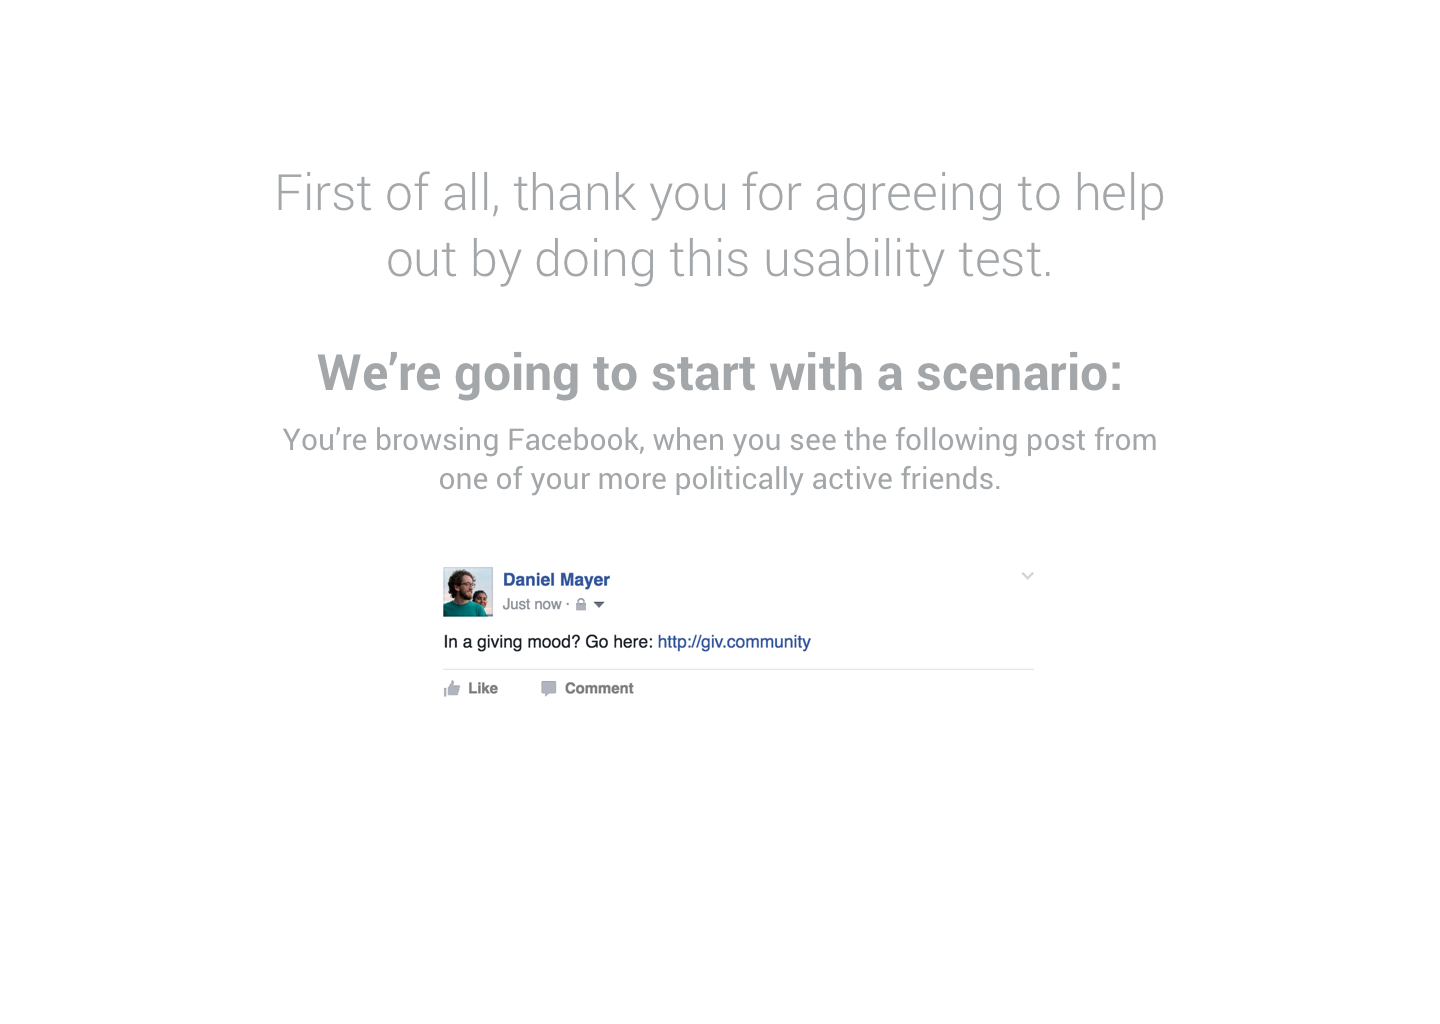 First of all, thank you for agreeing to help
out by doing this usability test.
We’re going to start with a scenario:
You’re browsing Facebook, when you see the following post from
one of your more politically active friends.
Daniel Mayer
Just now ·
In a giving mood? Go here: http://giv.community
Like Comment